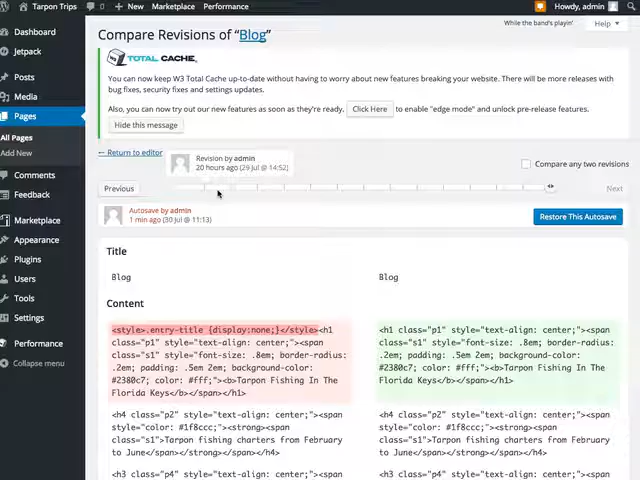 Tarpon Trips 0 New Marketplace Performance Howdy, admin
While the band's playin'
Help
Dashboard
Jetpack
Posts
Media
Pages
All Pages
Add New
Comments
Feedback
Marketplace
Appearance
Plugins
Users
Tools
Settings
Performance
Collapse menu
Compare Revisions of “Blog”
TOTAL CACHE
You can now keep W3 Total Cache up-to-date without having to worry about new features breaking your website. There will be more releases with
bug fixes, security fixes and settings updates.
Also, you can now try out our new features as soon as they're ready. Click Here to enable "edge mode" and unlock pre-release features.
Hide this message
← Return to editor
Revision by admin
20 hours ago (29 Jul @ 14:52)
Compare any two revisions
Previous
Next
Autosave by admin
1 min ago (30 Jul @ 11:13)
Restore This Autosave
Title
Blog Blog
Content
<style>.entry-title {display:none;}</style><h1
class="p1" style="text-align: center;"><span
class="s1" style="font-size: .8em; border-radius:
.2em; padding: .5em 2em; background-color:
#2380c7; color: #fff;"><b>Tarpon Fishing In The
Florida Keys</b></span></h1>
<h1 class="p1" style="text-align: center;"><span
class="s1" style="font-size: .8em; border-radius:
.2em; padding: .5em 2em; background-color:
#2380c7; color: #fff;"><b>Tarpon Fishing In The
Florida Keys</b></span></h1>
<h4 class="p2" style="text-align: center;"><span
style="color: #1f8ccc;"><strong><span
class="s1">Tarpon fishing charters from February
to June</span></strong></span></h4>
<h4 class="p2" style="text-align: center;"><span
style="color: #1f8ccc;"><strong><span
class="s1">Tarpon fishing charters from February
to June</span></strong></span></h4>
<h3 class="p4" style="text-align: center;"><span
<h3 class="p4" style="text-align: center;"><span